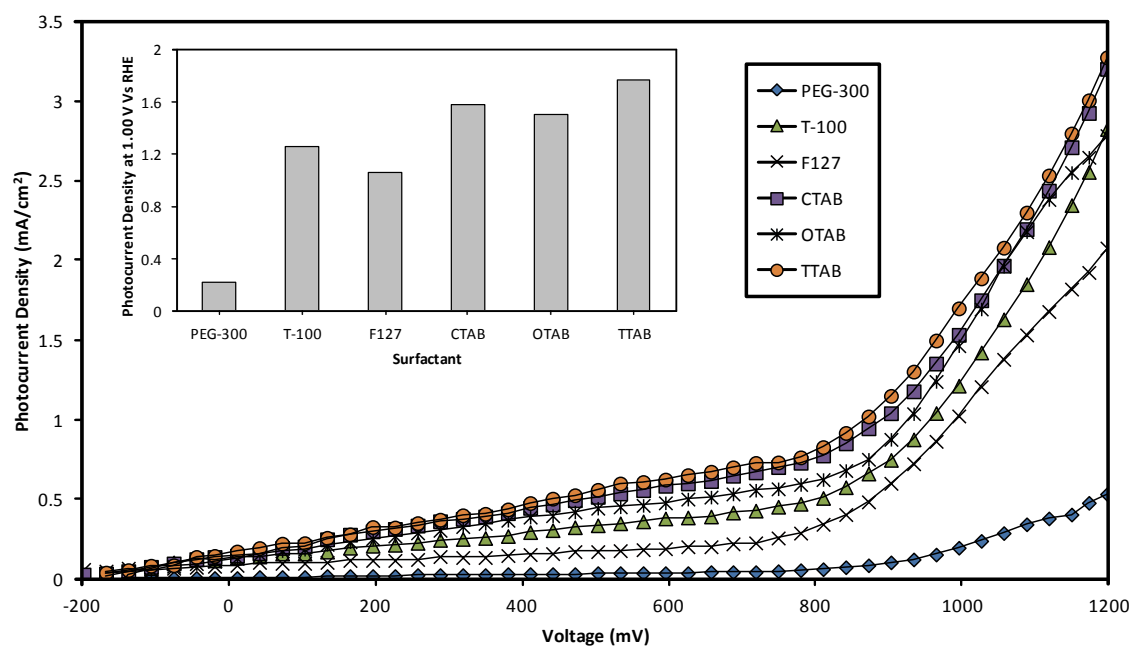 3.5
3
2.5
2
1.5
1
0.5
0
Photocurrent Density (mA/cm²)
-200 0 200 400 600 800 1000 1200
Voltage (mV)
2
1.6
1.2
0.8
0.4
0
Photocurrent Density at 1.00 V Vs RHE
PEG-300 T-100 F127 CTAB OTAB TTAB
Surfactant
PEG-300
T-100
F127
CTAB
OTAB
TTAB